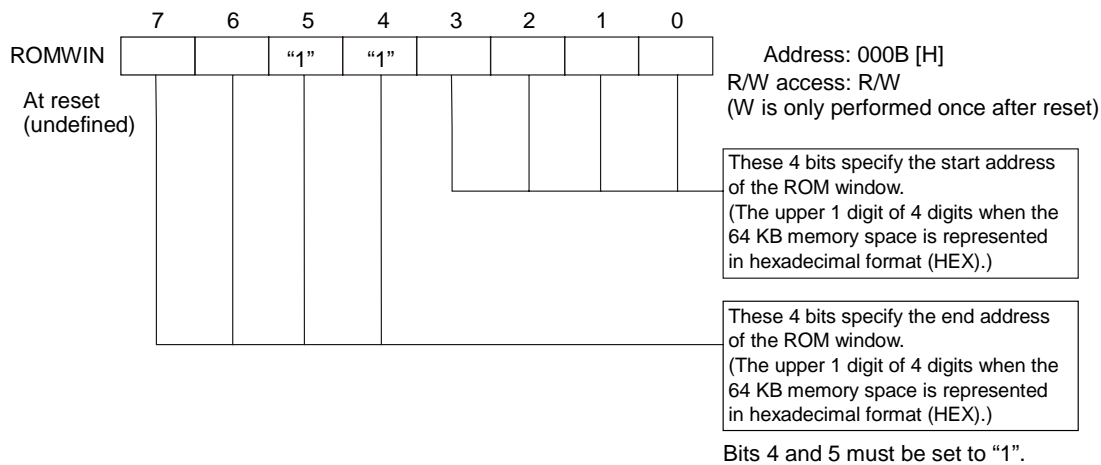 7 6 5 4 3 2 1 0
ROMWIN “1” “1”
Address: 000B [H]
R/W access: R/W
(W is only performed once after reset)
At reset
(undefined)
These 4 bits specify the start address
of the ROM window.
(The upper 1 digit of 4 digits when the
64 KB memory space is represented
in hexadecimal format (HEX).)
These 4 bits specify the end address
of the ROM window.
(The upper 1 digit of 4 digits when the
64 KB memory space is represented
in hexadecimal format (HEX).)
Bits 4 and 5 must be set to “1”.